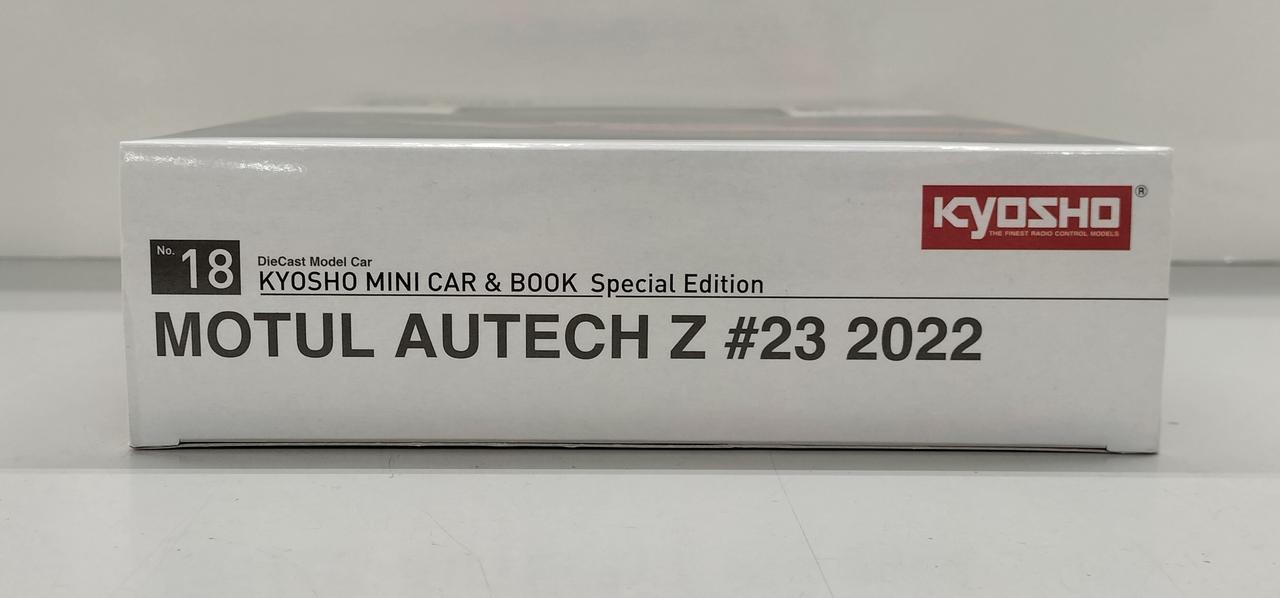 KYOSHO®
THE FINEST RADIO CONTROL MODELS
No. 18
DieCast Model Car
KYOSHO MINI CAR & BOOK Special Edition
MOTUL AUTECH Z #23 2022